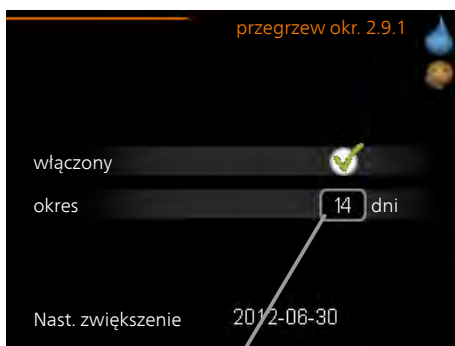 przegrzew okr. 2.9.1
włączony
okres 14 dni
Nast. zwiększenie 2012-06-30